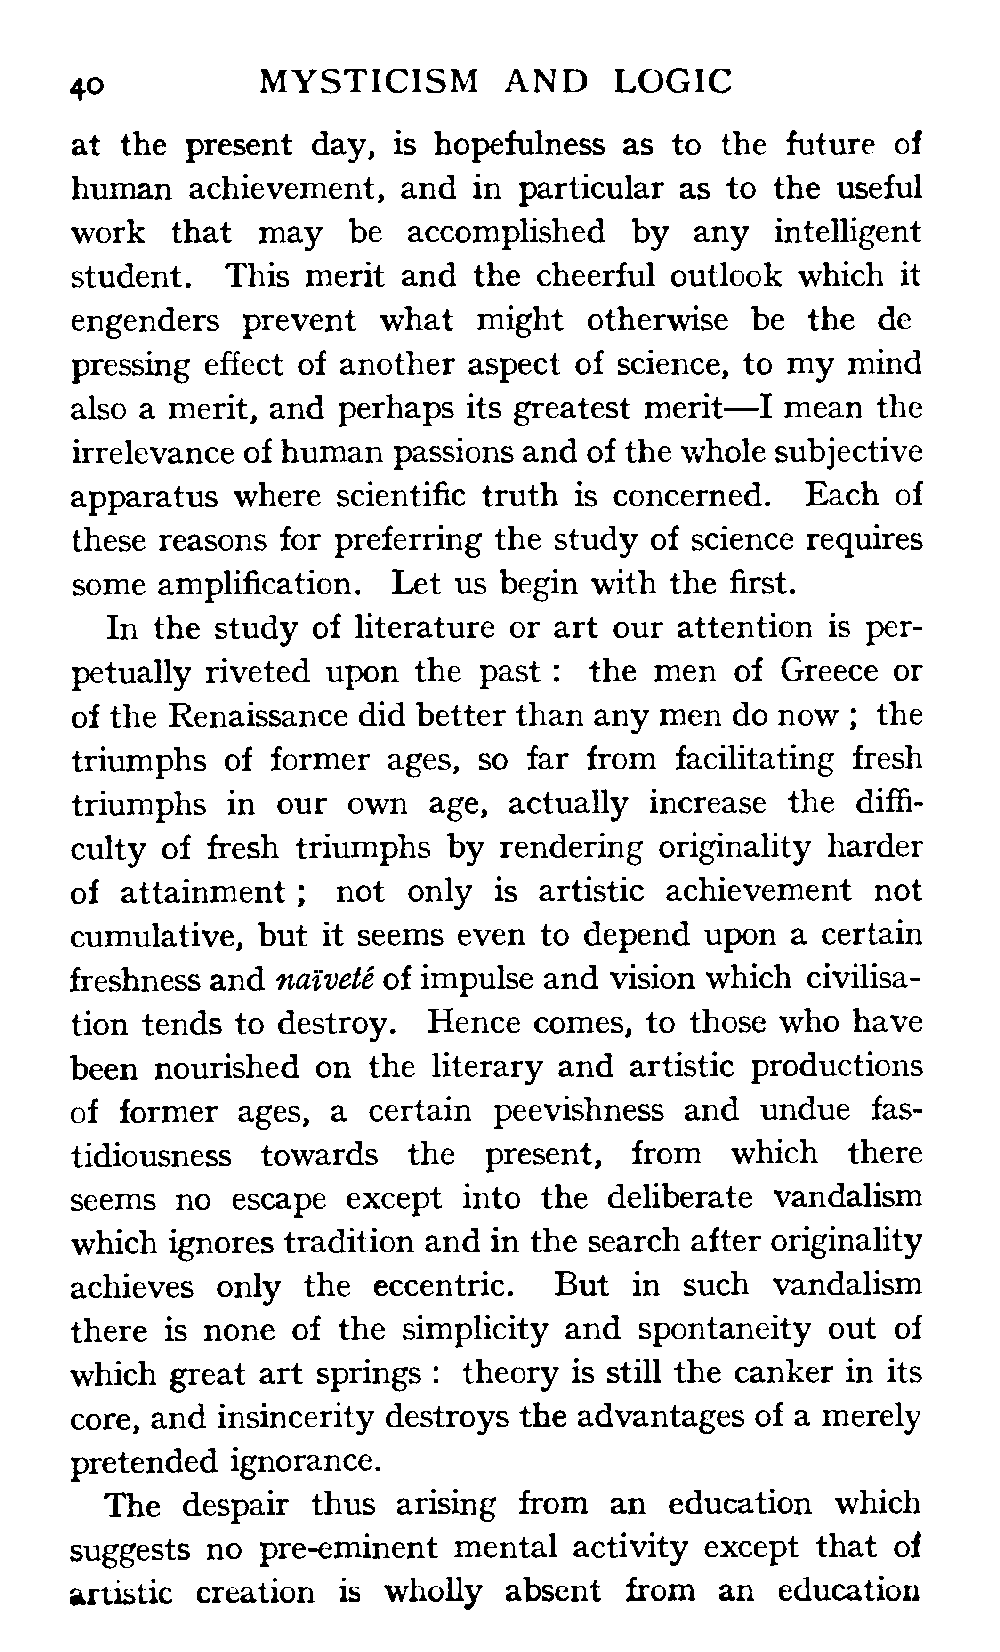 40 MYSTICISM AND LOGIC
at the present day, is hopefulness as to the future of
human achievement, and in particular as to the useful
work that may be accomplished by any intelligent
student. This merit and the cheerful outlook which it
engenders prevent what might otherwise be the de
pressing effect of another aspect of science, to my mind
also a merit, and perhaps its greatest merit—I mean the
irrelevance of human passions and of the whole subjective
apparatus where scientific truth is concerned. Each of
these reasons for preferring the study of science requires
some amplification. Let us begin with the first.
In the study of literature or art our attention is per-
petually riveted upon the past : the men of Greece or
of the Renaissance did better than any men do now ; the
triumphs of former ages, so far from facilitating fresh
triumphs in our own age, actually increase the diffi-
culty of fresh triumphs by rendering originality harder
of attainment ; not only is artistic achievement not
cumulative, but it seems even to depend upon a certain
freshness and naïveté of impulse and vision which civilisa-
tion tends to destroy. Hence comes, to those who have
been nourished on the literary and artistic productions
of former ages, a certain peevishness and undue fas-
tidiousness towards the present, from which there
seems no escape except into the deliberate vandalism
which ignores tradition and in the search after originality
achieves only the eccentric. But in such vandalism
there is none of the simplicity and spontaneity out of
which great art springs : theory is still the canker in its
core, and insincerity destroys the advantages of a merely
pretended ignorance.
The despair thus arising from an education which
suggests no pre-eminent mental activity except that of
artistic creation is wholly absent from an education